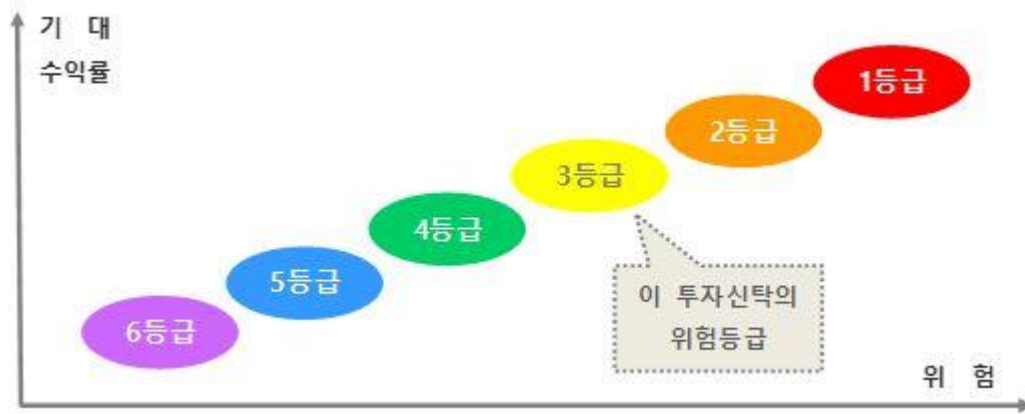 기 대
수익률
1등급
2등급
3등급
4등급
5등급
6등급
이 투자신탁의
위험등급
위 험